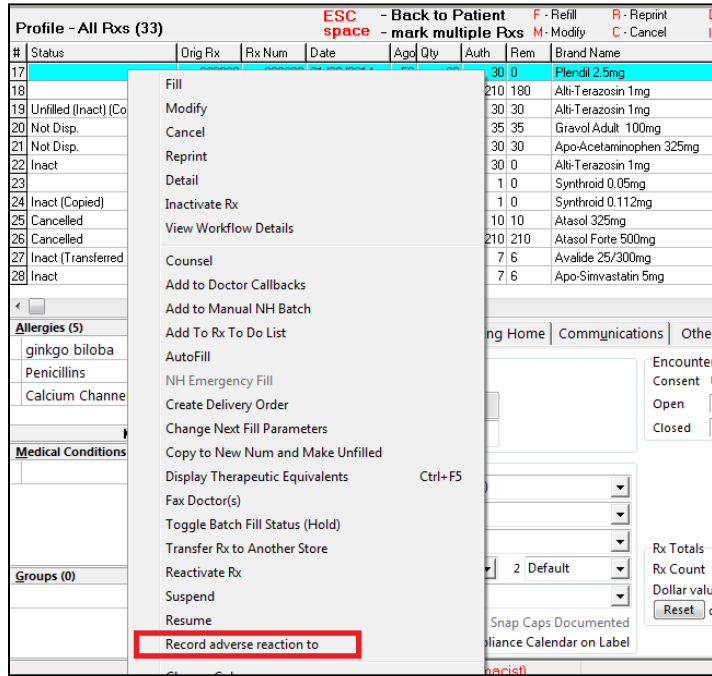 Profile - All Rxs (33)
ESC - Back to Patient F - Refill R - Reprint
space - mark multiple Rxs M- Modify C - Cancel
# Status Orig Rx Rx Num Date Ago Qty Auth Rem Brand Name
17 30 0 Plendil 2.5mg
18 210 180 Alti-Terazosin 1mg
19 Unfilled (Inact) (Co 30 30 Alti-Terazosin 1mg
20 Not Disp. 35 35 Gravol Adult 100mg
21 Not Disp. 30 30 Apo-Acetaminophen 325mg
22 Inact 30 0 Alti-Terazosin 1mg
23 1 0 Synthroid 0.05mg
24 Inact (Copied) 1 0 Synthroid 0.112mg
25 Cancelled 10 10 Atasol 325mg
26 Cancelled 210 210 Atasol Forte 500mg
27 Inact (Transferred 7 6 Avalide 25/300mg
28 Inact 7 6 Apo-Simvastatin 5mg
Fill
Modify
Cancel
Reprint
Detail
Inactivate Rx
View Workflow Details
Counsel
Add to Doctor Callbacks
Add to Manual NH Batch
Add To Rx To Do List
AutoFill
NH Emergency Fill
Create Delivery Order
Change Next Fill Parameters
Copy to New Num and Make Unfilled
Display Therapeutic Equivalents Ctrl+F5
Fax Doctor(s)
Toggle Batch Fill Status (Hold)
Transfer Rx to Another Store
Reactivate Rx
Suspend
Resume
Record adverse reaction to
Allergies (5)
ginkgo biloba
Penicillins
Calcium Channe
Medical Conditions
Groups (0)
ng Home Communications Othe
Encounte
Consent
Open
Closed
2 Default
Rx Totals
Rx Count
Dollar valu
Reset
Snap Caps Documented
pliance Calendar on Label
macist)